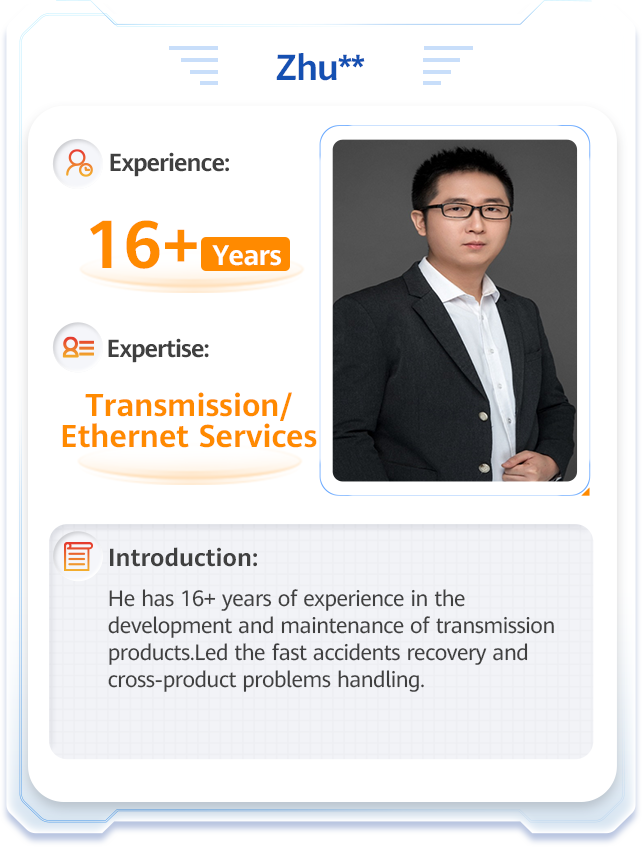 Zhu**
Experience:
16+ Years
Expertise:
Transmission/
Ethernet Services
Introduction:
He has 16+ years of experience in the
development and maintenance of transmission
products.Led the fast accidents recovery and
cross-product problems handling.